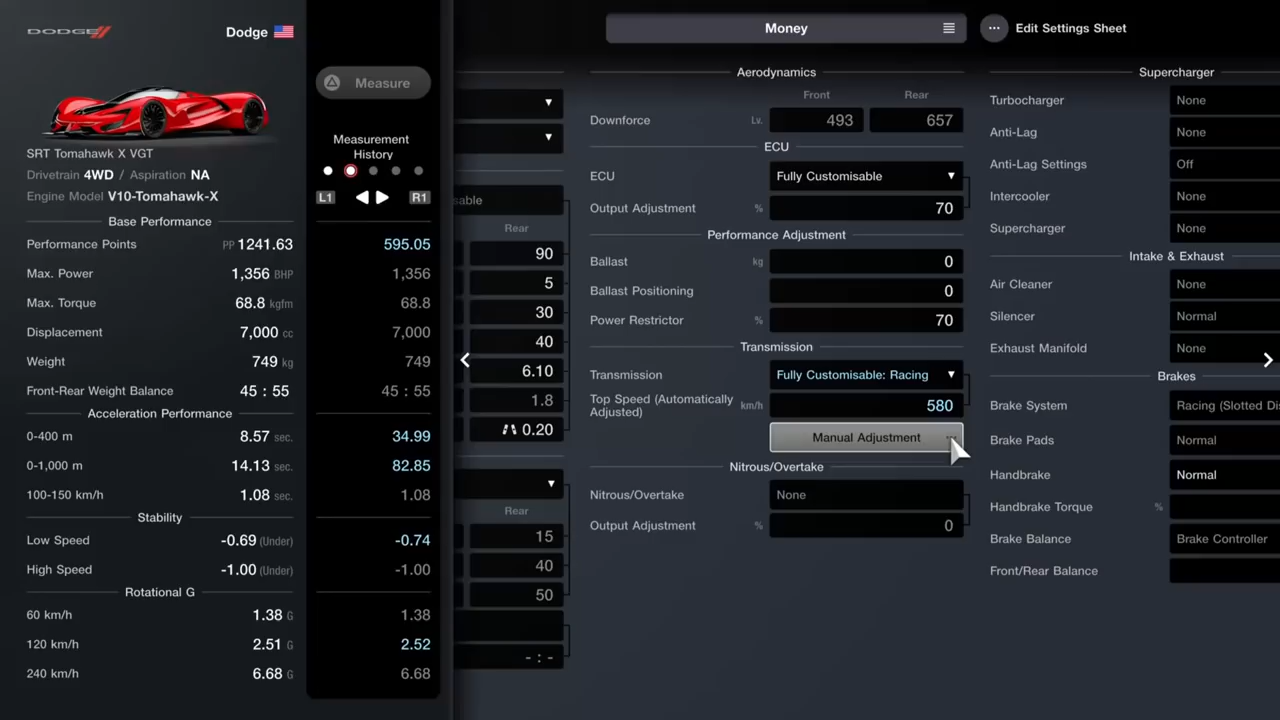 DODGE
Dodge
SRT Tomahawk X VGT
Drivetrain 4WD / Aspiration NA
Engine Model V10-Tomahawk-X
Base Performance
Performance Points PP 1241.63
Max. Power 1,356 BHP
Max. Torque 68.8 kgfm
Displacement 7,000 cc
Weight 749 kg
Front-Rear Weight Balance 45 : 55
Acceleration Performance
0-400 m 8.57 sec.
0-1,000 m 14.13 sec.
100-150 km/h 1.08 sec.
Stability
Low Speed -0.69 (Under)
High Speed -1.00 (Under)
Rotational G
60 km/h 1.38 G
120 km/h 2.51 G
240 km/h 6.68 G
Measure
Measurement
History
L1 R1
595.05
1,356
68.8
7,000
749
45 : 55
34.99
82.85
1.08
-0.74
-1.00
1.38
2.52
6.68
Rear
90
5
30
40
6.10
1.8
0.20
Rear
15
40
50
- : -
Money
Edit Settings Sheet
Aerodynamics
Front Rear
Downforce Lv. 493 657
ECU
ECU Fully Customisable
Output Adjustment % 70
Performance Adjustment
Ballast kg 0
Ballast Positioning 0
Power Restrictor % 70
Transmission
Transmission Fully Customisable: Racing
Top Speed (Automatically
Adjusted) km/h 580
Manual Adjustment
Nitrous/Overtake
Nitrous/Overtake None
Output Adjustment % 0
Supercharger
Turbocharger None
Anti-Lag None
Anti-Lag Settings Off
Intercooler None
Supercharger None
Intake & Exhaust
Air Cleaner None
Silencer Normal
Exhaust Manifold None
Brakes
Brake System Racing (Slotted Di
Brake Pads Normal
Handbrake Normal
Handbrake Torque %
Brake Balance Brake Controller
Front/Rear Balance